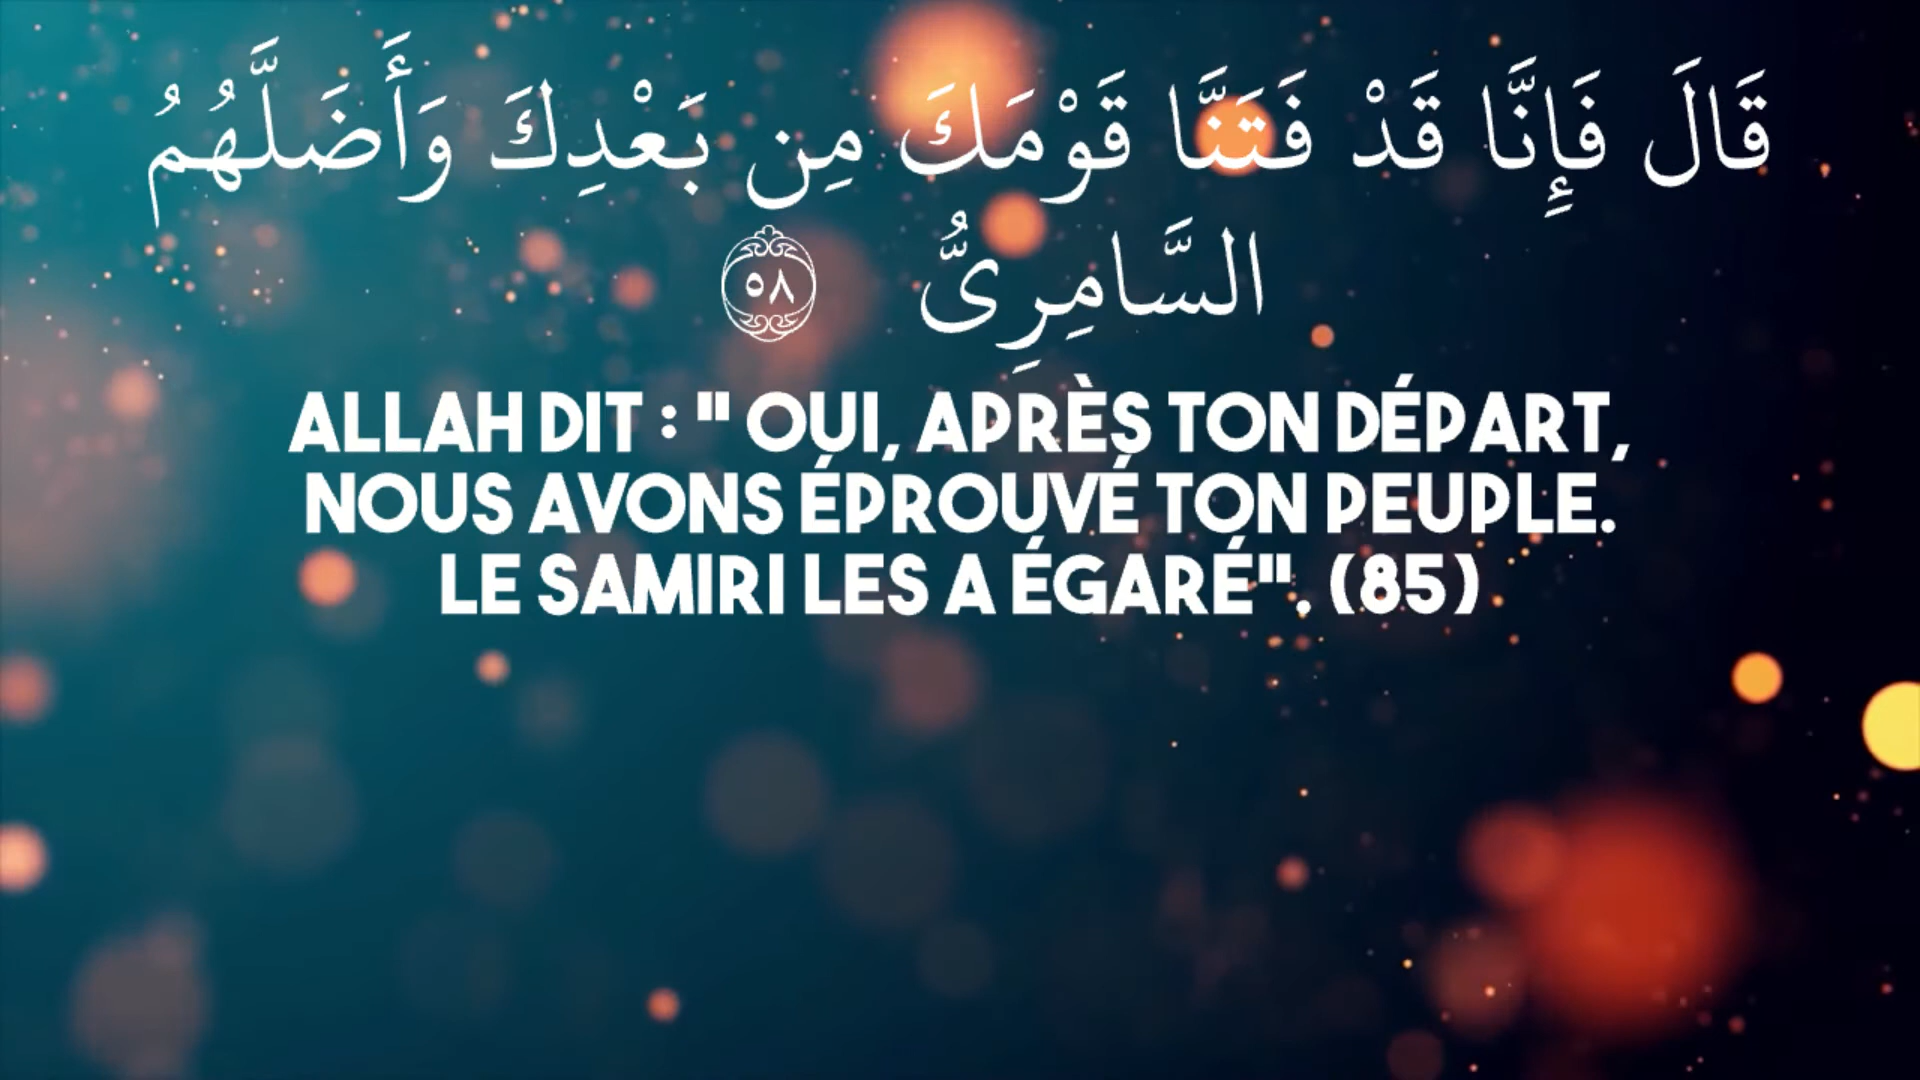 قَالَ فَإِنَّا قَدْ فَتَنَّا قَوْمَكَ مِن بَعْدِكَ وَأَضَلَّهُمُ
السَّامِرِىُّ ٥٨
ALLAH DIT : " OUI, APRÈS TON DÉPART,
NOUS AVONS ÉPROUVÉ TON PEUPLE.
LE SAMIRI LES A ÉGARÉ". (85)